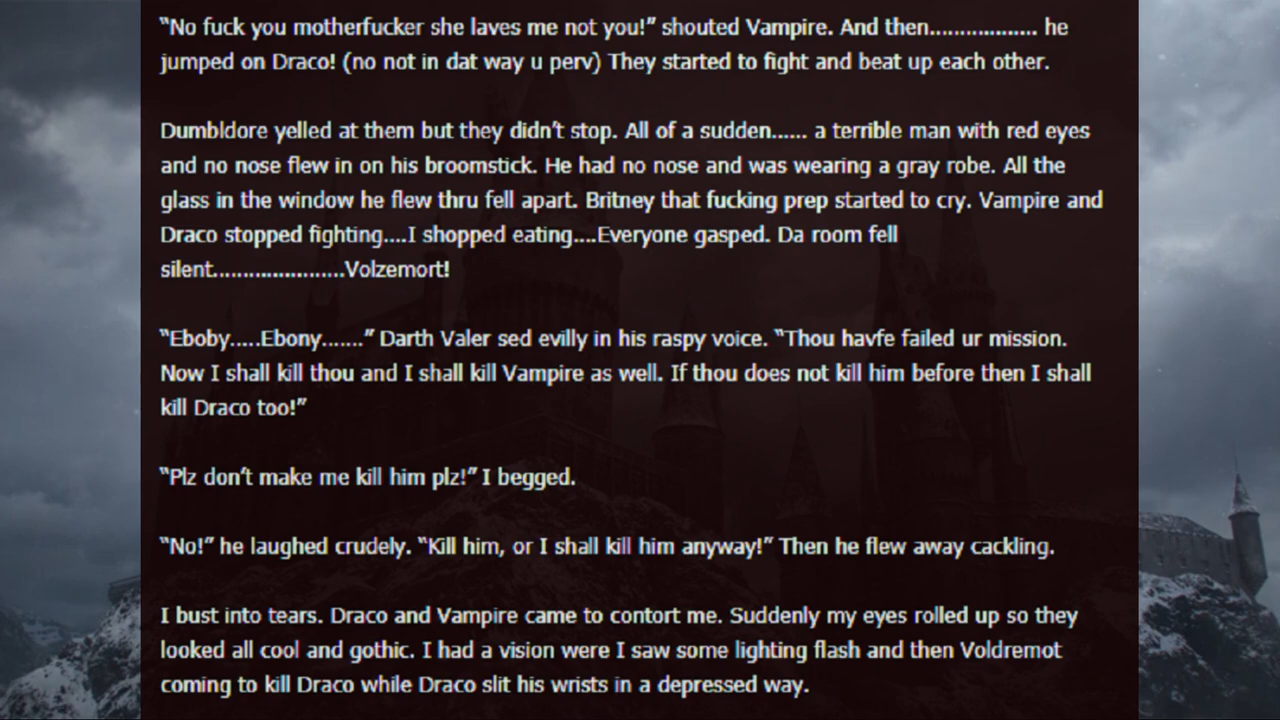 “No fuck you motherfucker she laves me not you!” shouted Vampire. And then.................. he
jumped on Draco! (no not in dat way u perv) They started to fight and beat up each other.
Dumbldore yelled at them but they didn’t stop. All of a sudden...... a terrible man with red eyes
and no nose flew in on his broomstick. He had no nose and was wearing a gray robe. All the
glass in the window he flew thru fell apart. Britney that fucking prep started to cry. Vampire and
Draco stopped fighting....I shopped eating....Everyone gasped. Da room fell
silent......................Volzemort!
“Eboby.....Ebony.......” Darth Valer sed evilly in his raspy voice. “Thou havfe failed ur mission.
Now I shall kill thou and I shall kill Vampire as well. If thou does not kill him before then I shall
kill Draco too!”
“Plz don’t make me kill him plz!” I begged.
“No!” he laughed crudely. “Kill him, or I shall kill him anyway!” Then he flew away cackling.
I bust into tears. Draco and Vampire came to contort me. Suddenly my eyes rolled up so they
looked all cool and gothic. I had a vision were I saw some lighting flash and then Voldremot
coming to kill Draco while Draco slit his wrists in a depressed way.